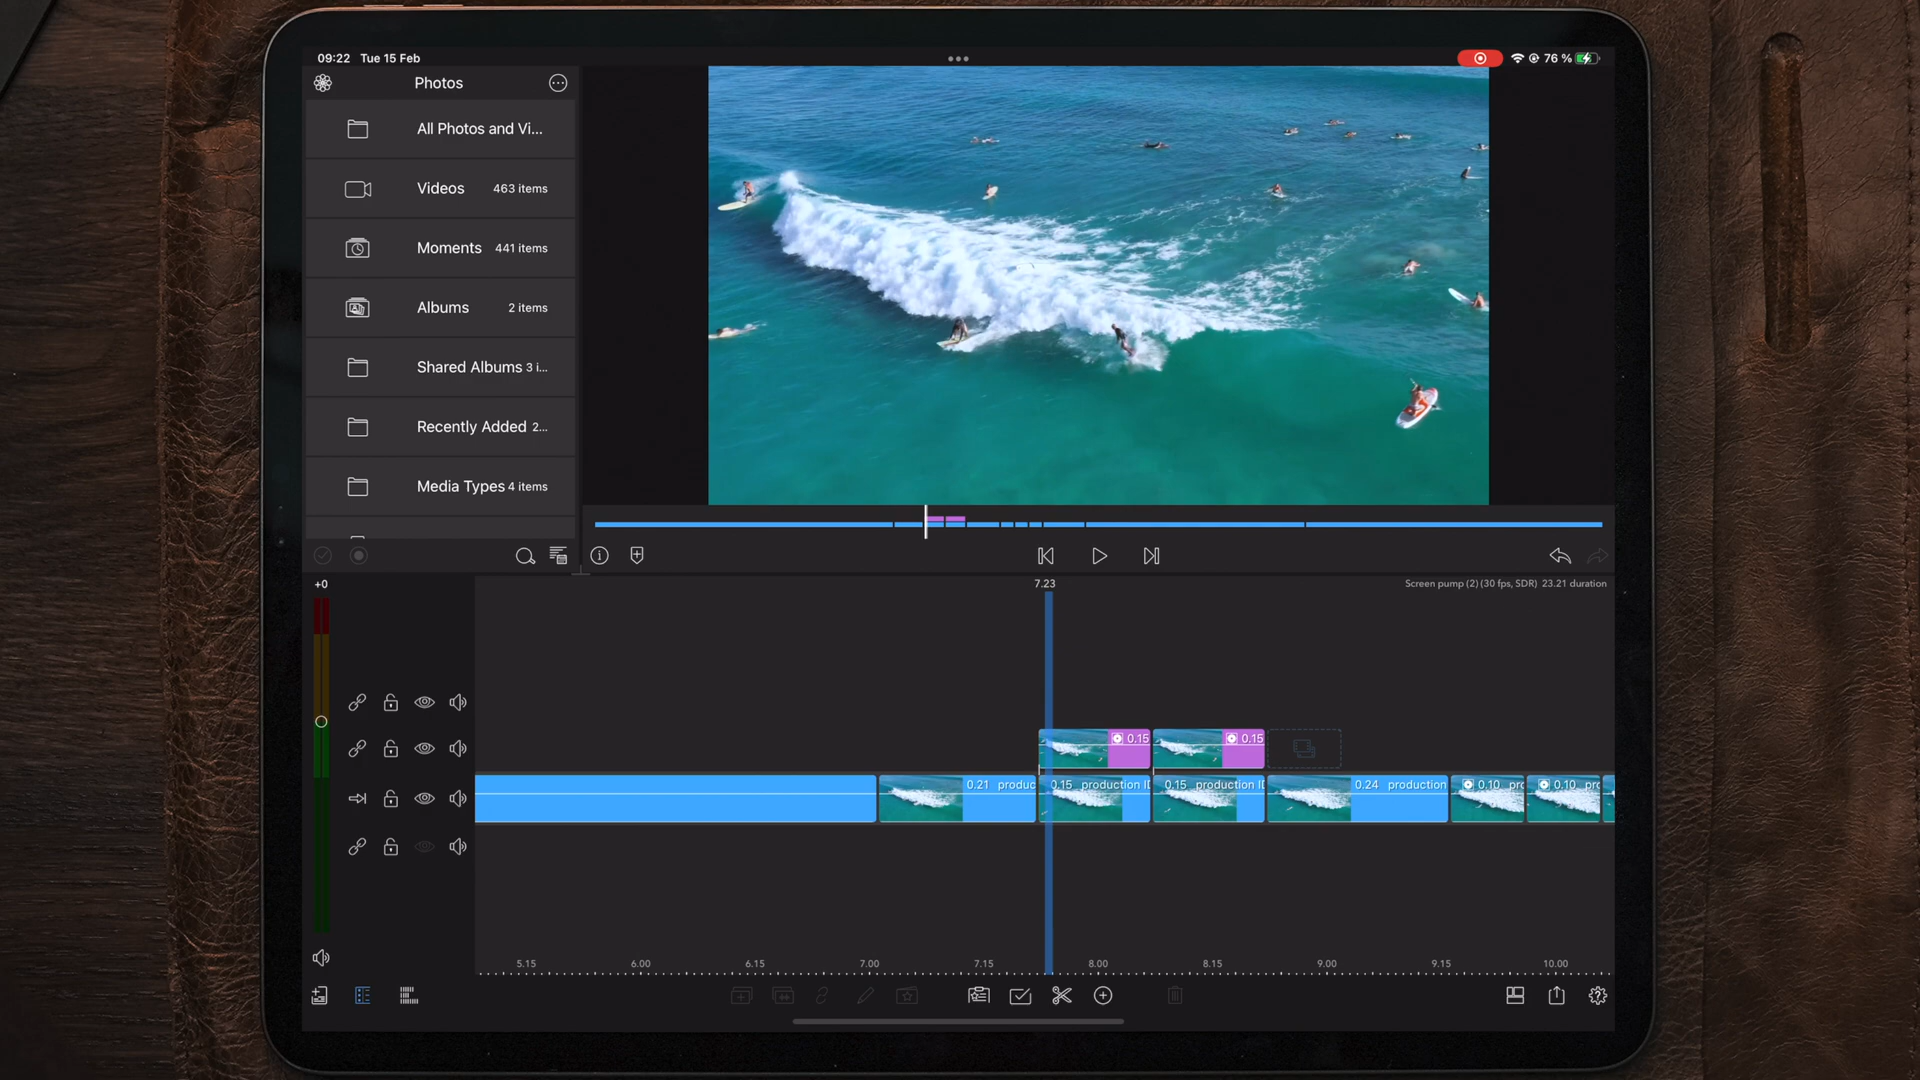 09:22 Tue 15 Feb
76 %
Photos
All Photos and Vi...
Videos 463 items
Moments 441 items
Albums 2 items
Shared Albums 3 i...
Recently Added 2...
Media Types 4 items
+0
7.23
Screen pump (2) (30 fps, SDR) 23.21 duration
0.15
0.15
0.21 produc
0.15 production
0.15 production
0.24 production
0.10 pro
0.10
5.15 6.00 6.15 7.00 7.15 8.00 8.15 9.00 9.15 10.00